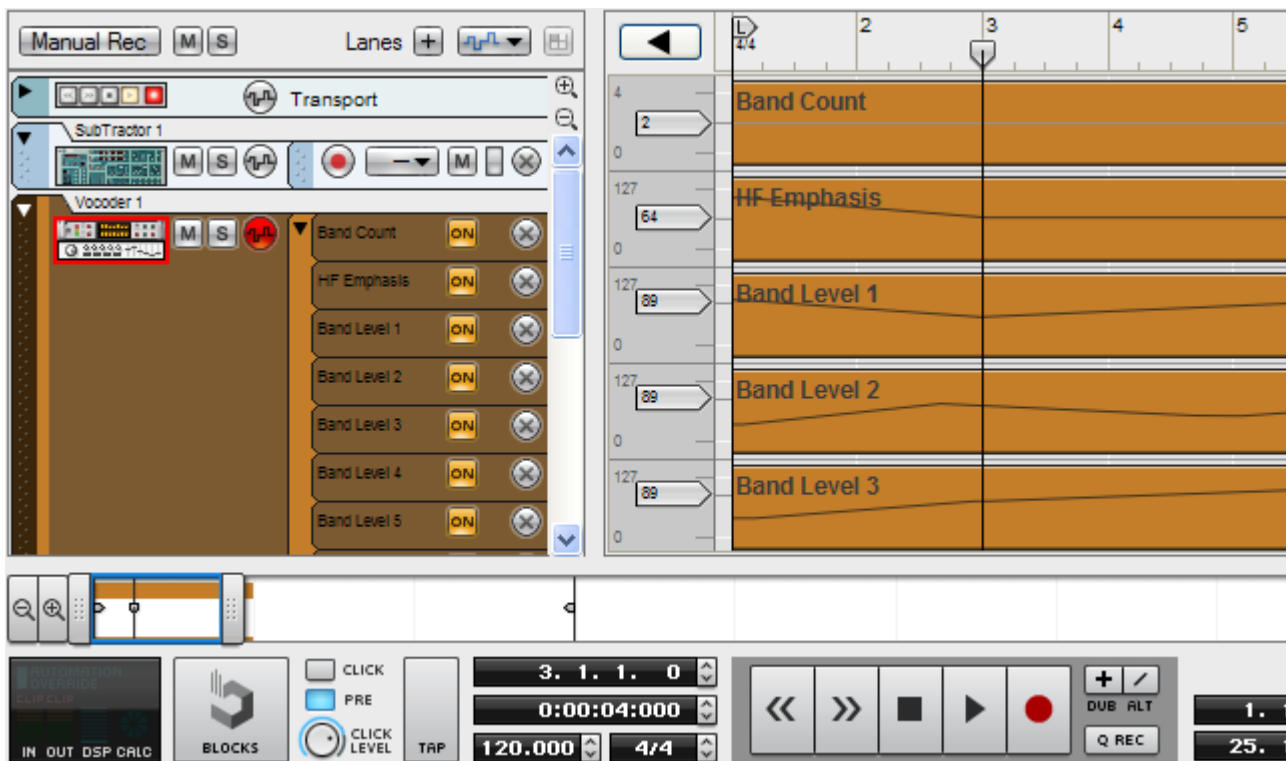 Manual Rec M S Lanes +
L 2 3 4 5
4/4
Transport
SubTractor 1
M S M
Vocoder 1
M S Band Count ON
HF Emphasis ON
Band Level 1 ON
Band Level 2 ON
Band Level 3 ON
Band Level 4 ON
Band Level 5 ON
4 Band Count
2
0
127 HF Emphasis
64
0
127 Band Level 1
89
0
127 Band Level 2
89
0
127 Band Level 3
89
0
AUTOMATION
OVERRIDE
CLIP CLIP
IN OUT DSP CALC
BLOCKS
CLICK
PRE
CLICK
LEVEL
TAP
3. 1. 1. 0
0:00:04:000
120.000 4/4
DUB ALT
Q REC
1.
25.